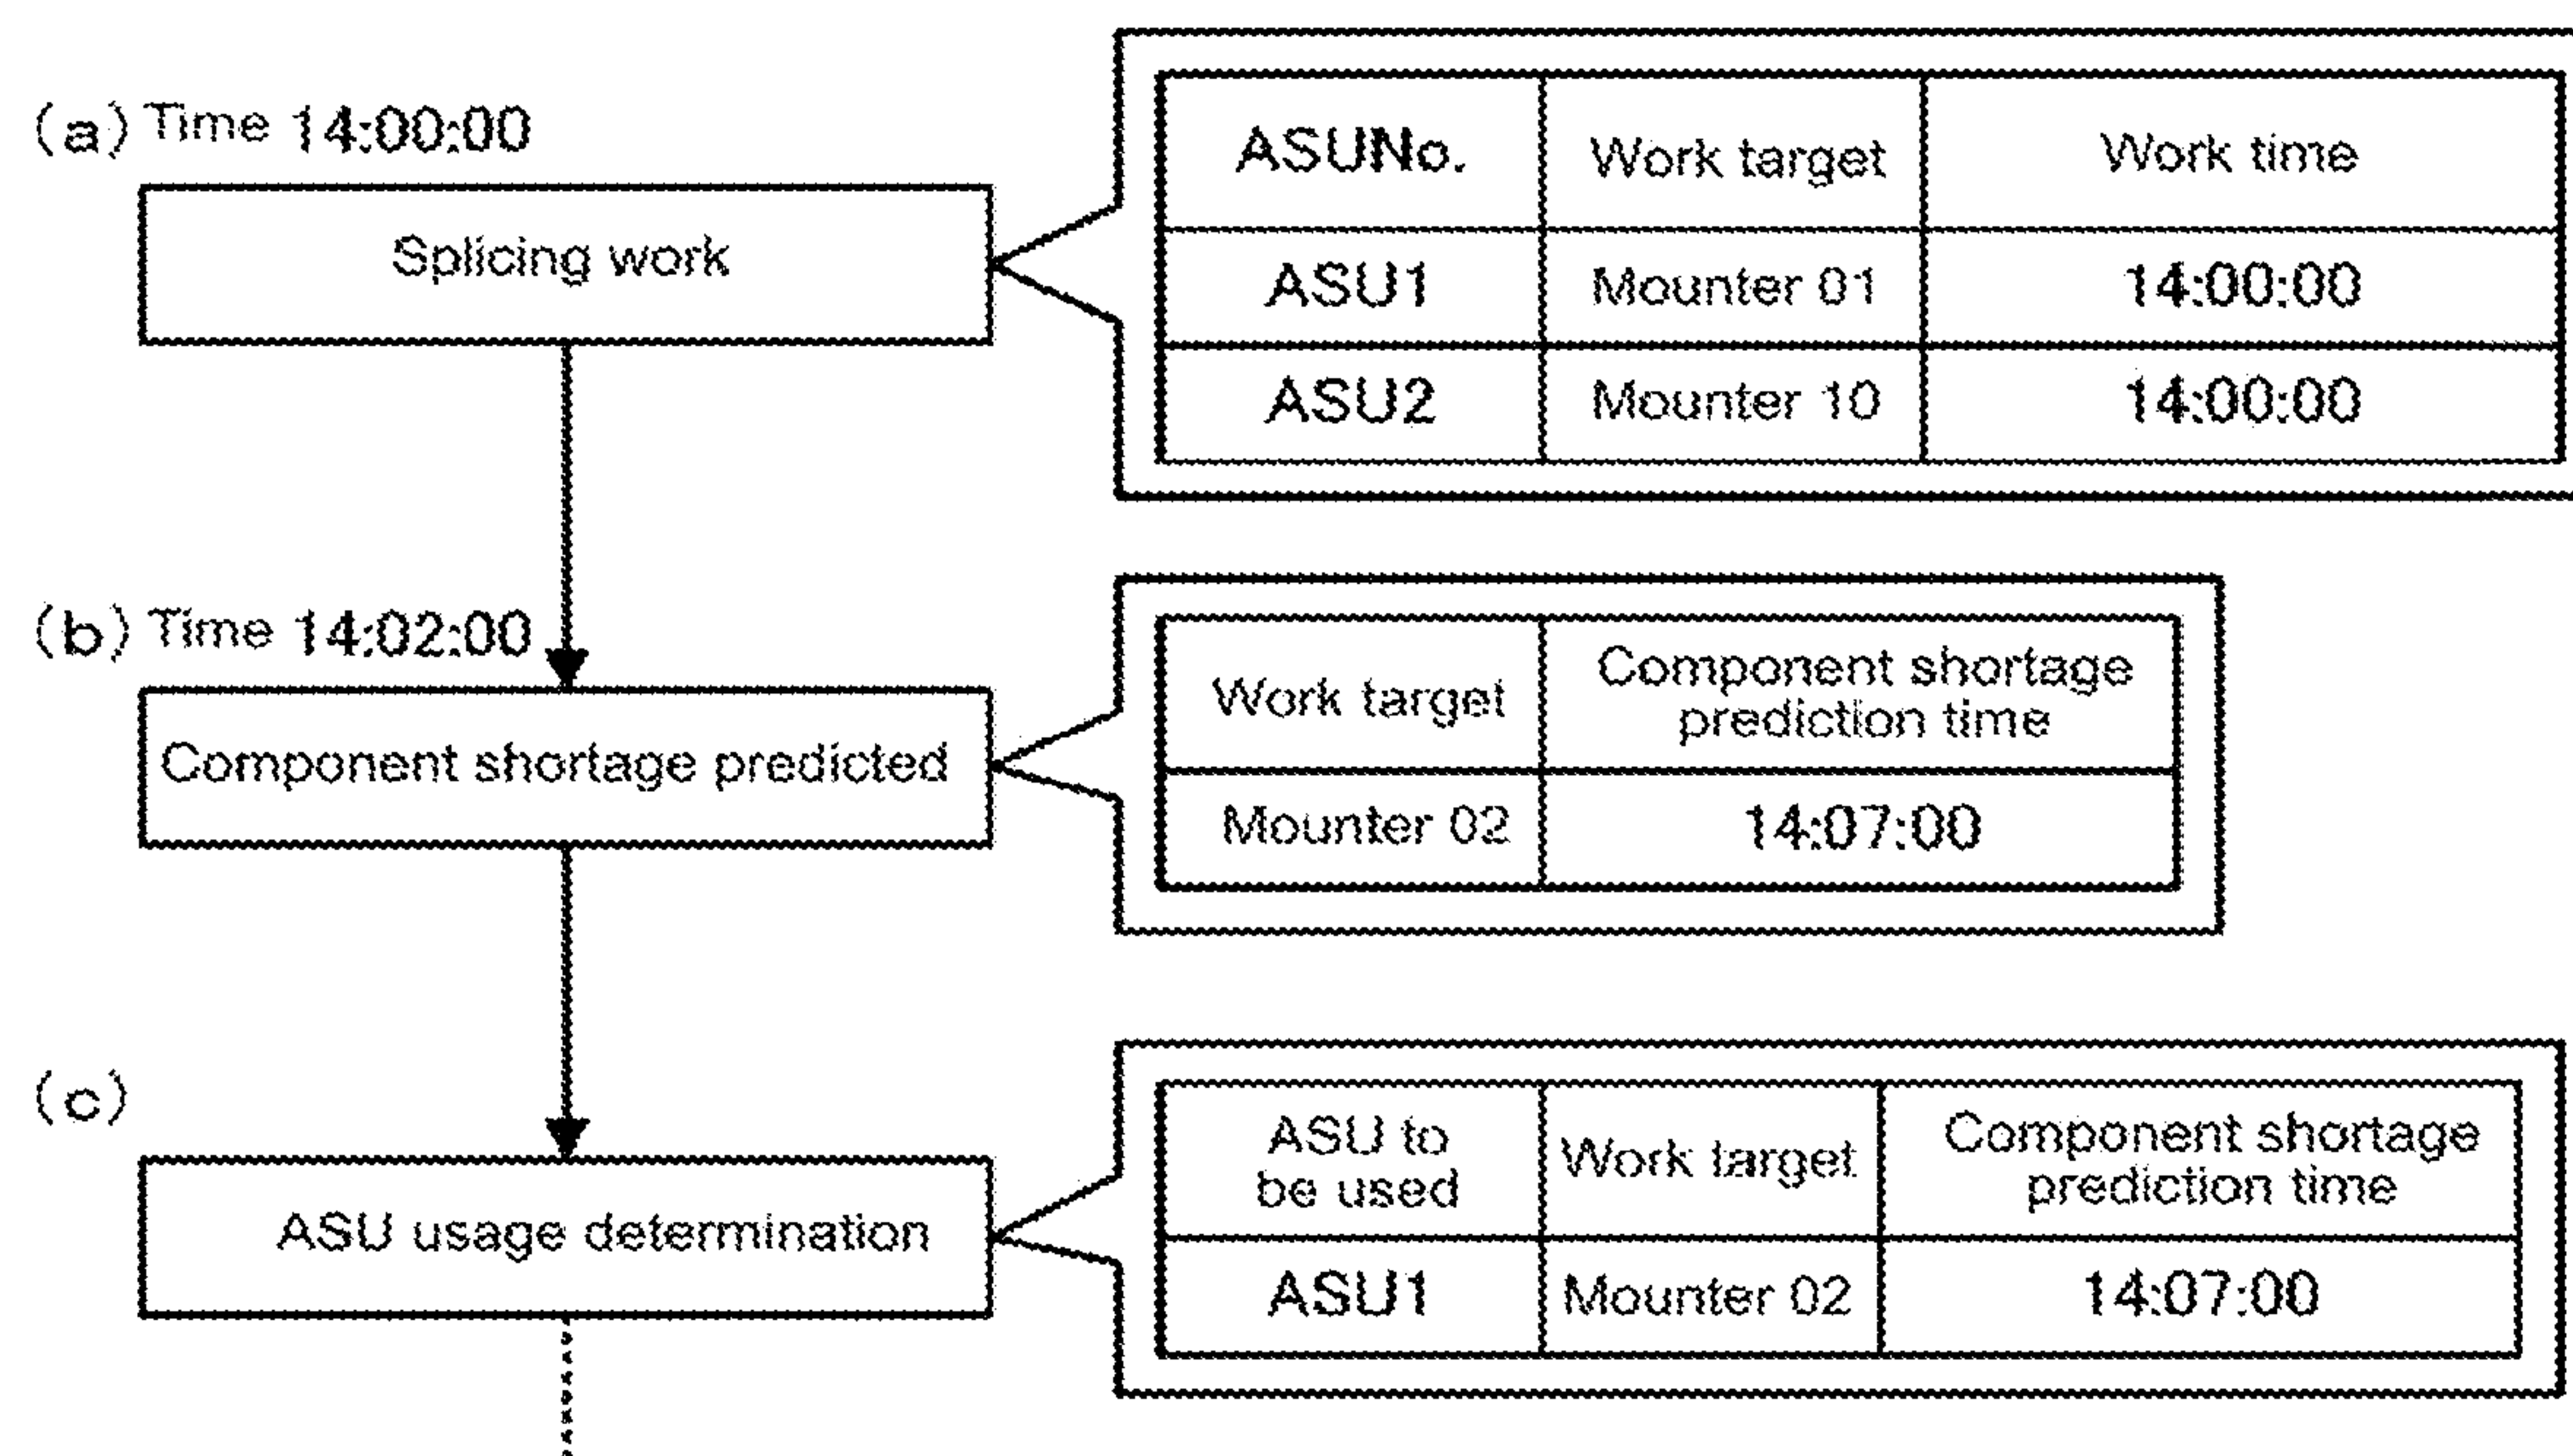 (a) Time 14:00:00
Splicing work
ASUNo. Work target Work time
ASU1 Mounter 01 14:00:00
ASU2 Mounter 10 14:00:00
(b) Time 14:02:00
Component shortage predicted
Work target Component shortage
prediction time
Mounter 02 14:07:00
(c)
ASU usage determination
ASU to
be used
Work target
Component shortage
prediction time
ASU1 Mounter 02 14:07:00